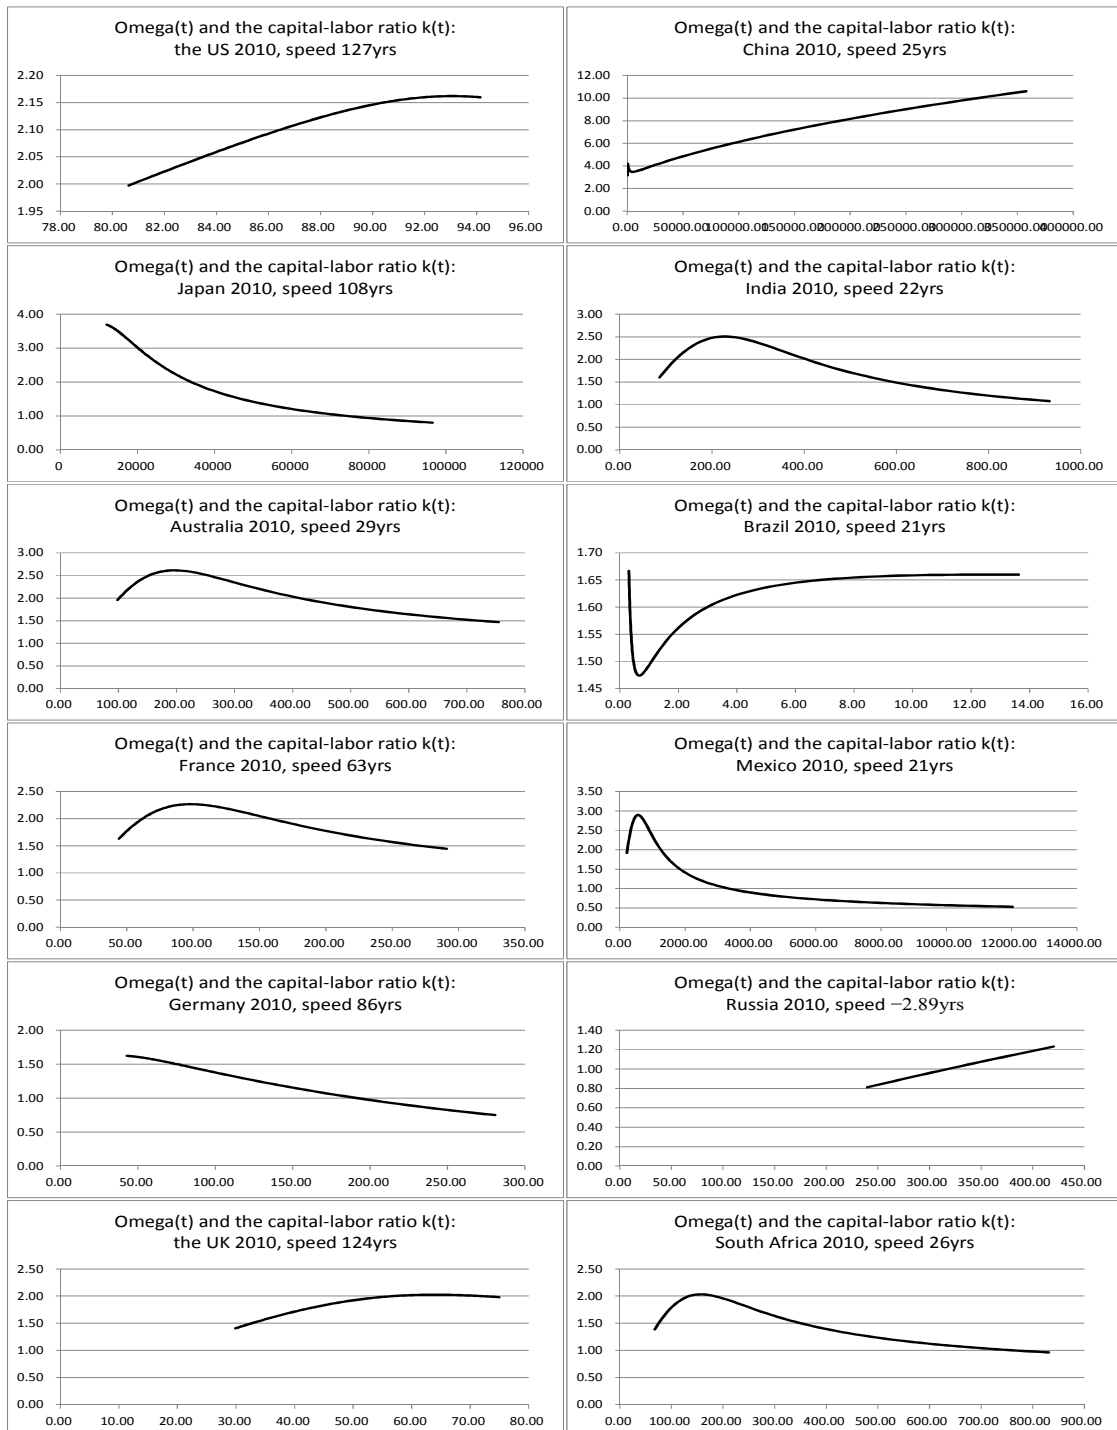 Omega(t) and the capital-labor ratio k(t):
the US 2010, speed 127yrs
2.20
2.15
2.10
2.05
2.00
1.95
78.00 80.00 82.00 84.00 86.00 88.00 90.00 92.00 94.00 96.00
Omega(t) and the capital-labor ratio k(t):
China 2010, speed 25yrs
12.00
10.00
8.00
6.00
4.00
2.00
0.00
0.00 50000.00 100000.00 150000.00 200000.00 250000.00 300000.00 350000.00 400000.00
Omega(t) and the capital-labor ratio k(t):
Japan 2010, speed 108yrs
4.00
3.00
2.00
1.00
0.00
0 20000 40000 60000 80000 100000 120000
Omega(t) and the capital-labor ratio k(t):
India 2010, speed 22yrs
3.00
2.50
2.00
1.50
1.00
0.50
0.00
0.00 200.00 400.00 600.00 800.00 1000.00
Omega(t) and the capital-labor ratio k(t):
Australia 2010, speed 29yrs
3.00
2.50
2.00
1.50
1.00
0.50
0.00
0.00 100.00 200.00 300.00 400.00 500.00 600.00 700.00 800.00
Omega(t) and the capital-labor ratio k(t):
Brazil 2010, speed 21yrs
1.70
1.65
1.60
1.55
1.50
1.45
0.00 2.00 4.00 6.00 8.00 10.00 12.00 14.00 16.00
Omega(t) and the capital-labor ratio k(t):
France 2010, speed 63yrs
2.50
2.00
1.50
1.00
0.50
0.00
0.00 50.00 100.00 150.00 200.00 250.00 300.00 350.00
Omega(t) and the capital-labor ratio k(t):
Mexico 2010, speed 21yrs
3.50
3.00
2.50
2.00
1.50
1.00
0.50
0.00
0.00 2000.00 4000.00 6000.00 8000.00 10000.00 12000.00 14000.00
Omega(t) and the capital-labor ratio k(t):
Germany 2010, speed 86yrs
2.00
1.50
1.00
0.50
0.00
0.00 50.00 100.00 150.00 200.00 250.00 300.00
Omega(t) and the capital-labor ratio k(t):
Russia 2010, speed −2.89yrs
1.40
1.20
1.00
0.80
0.60
0.40
0.20
0.00
0.00 50.00 100.00 150.00 200.00 250.00 300.00 350.00 400.00 450.00
Omega(t) and the capital-labor ratio k(t):
the UK 2010, speed 124yrs
2.50
2.00
1.50
1.00
0.50
0.00
0.00 10.00 20.00 30.00 40.00 50.00 60.00 70.00 80.00
Omega(t) and the capital-labor ratio k(t):
South Africa 2010, speed 26yrs
2.50
2.00
1.50
1.00
0.50
0.00
0.00 100.00 200.00 300.00 400.00 500.00 600.00 700.00 800.00 900.00